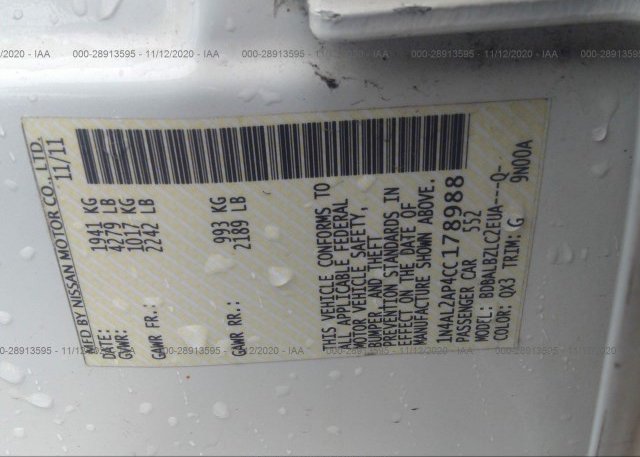 000-28913595 - 11/12/2020 - IAA
MFD BY NISSAN MOTOR CO., LTD.
DATE: 11/11
GVWR: 1941 KG
4279 LB
GAWR FR.: 1017 KG
2242 LB
GAWR RR.: 993 KG
2189 LB
THIS VEHICLE CONFORMS TO
ALL APPLICABLE FEDERAL
MOTOR VEHICLE SAFETY,
BUMPER, AND THEFT
PREVENTION STANDARDS IN
EFFECT ON THE DATE OF
MANUFACTURE SHOWN ABOVE.
1N4AL2AP4CC178988
PASSENGER CAR 552
MODEL: BDBALBZLC2EUA---Q-
COLOR: QX3 TRIM: G 9N00A